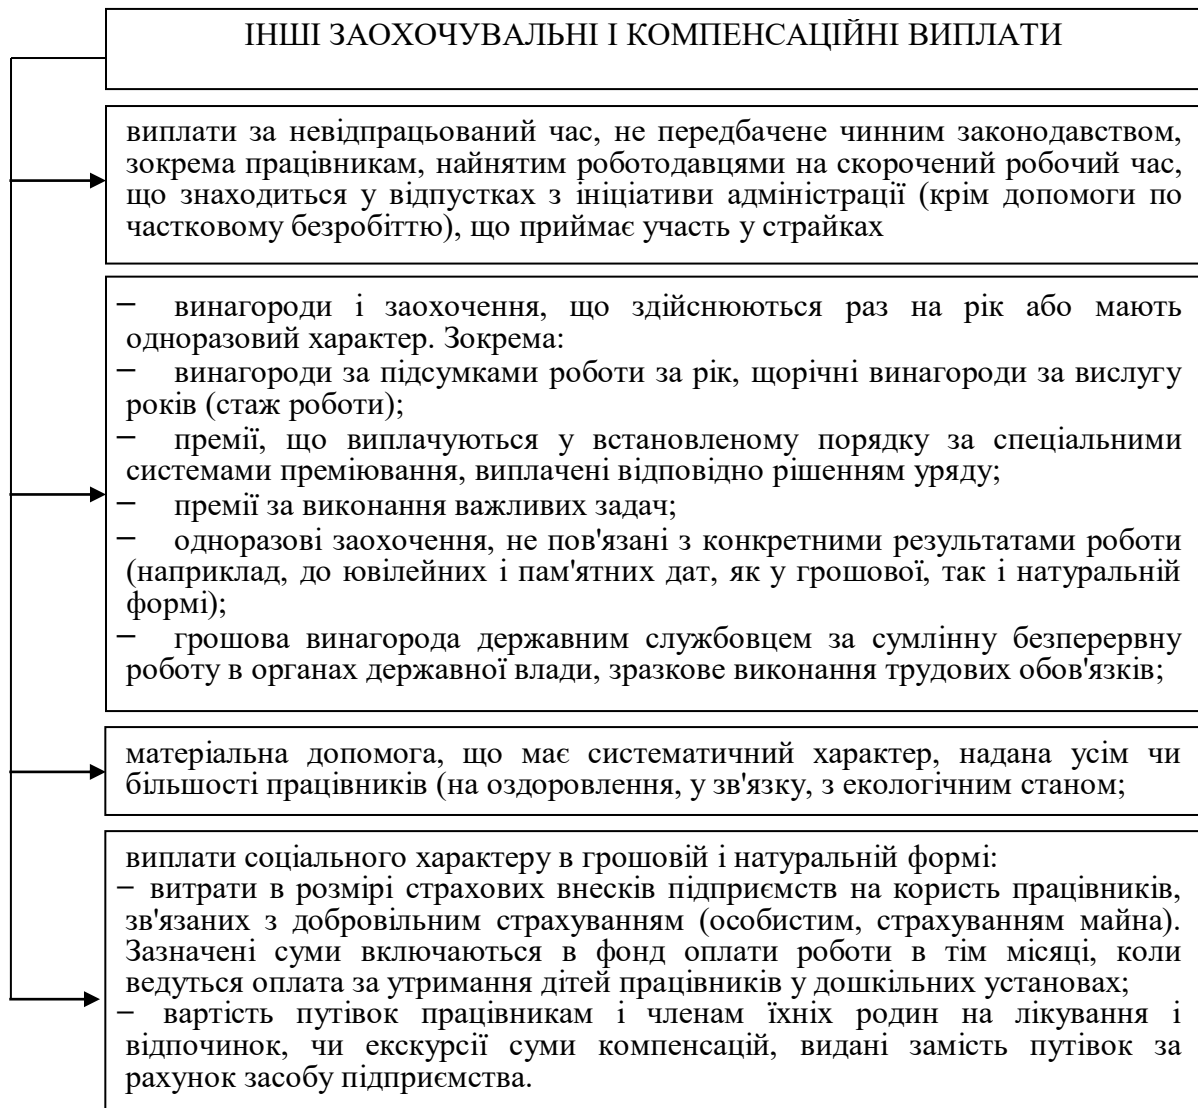 ІНШІ ЗАОХОЧУВАЛЬНІ І КОМПЕНСАЦІЙНІ ВИПЛАТИ
виплати за невідпрацьований час, не передбачене чинним законодавством,
зокрема працівникам, найнятим роботодавцями на скорочений робочий час,
що знаходиться у відпустках з ініціативи адміністрації (крім допомоги по
частковому безробіттю), що приймає участь у страйках
– винагороди і заохочення, що здійснюються раз на рік або мають
одноразовий характер. Зокрема:
– винагороди за підсумками роботи за рік, щорічні винагороди за вислугу
років (стаж роботи);
– премії, що виплачуються у встановленому порядку за спеціальними
системами преміювання, виплачені відповідно рішенням уряду;
– премії за виконання важливих задач;
– одноразові заохочення, не пов'язані з конкретними результатами роботи
(наприклад, до ювілейних і пам'ятних дат, як у грошової, так і натуральній
формі);
– грошова винагорода державним службовцем за сумлінну безперервну
роботу в органах державної влади, зразкове виконання трудових обов'язків;
матеріальна допомога, що має систематичний характер, надана усім чи
більшості працівників (на оздоровлення, у зв'язку, з екологічним станом;
виплати соціального характеру в грошовій і натуральній формі:
– витрати в розмірі страхових внесків підприємств на користь працівників,
зв'язаних з добровільним страхуванням (особистим, страхуванням майна).
Зазначені суми включаються в фонд оплати роботи в тім місяці, коли
ведуться оплата за утримання дітей працівників у дошкільних установах;
– вартість путівок працівникам і членам їхніх родин на лікування і
відпочинок, чи екскурсії суми компенсацій, видані замість путівок за
рахунок засобу підприємства.